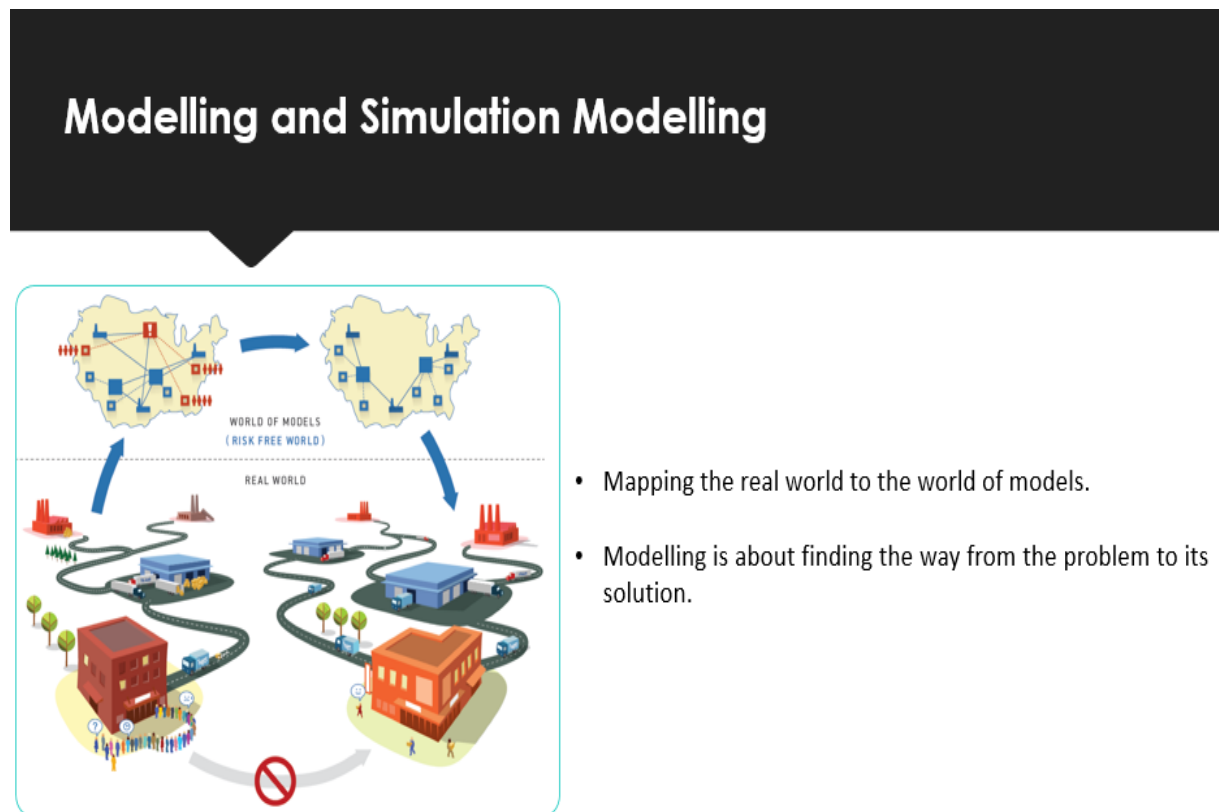 Modelling and Simulation Modelling
WORLD OF MODELS
( RISK FREE WORLD )
REAL WORLD
• Mapping the real world to the world of models.
• Modelling is about finding the way from the problem to its
solution.